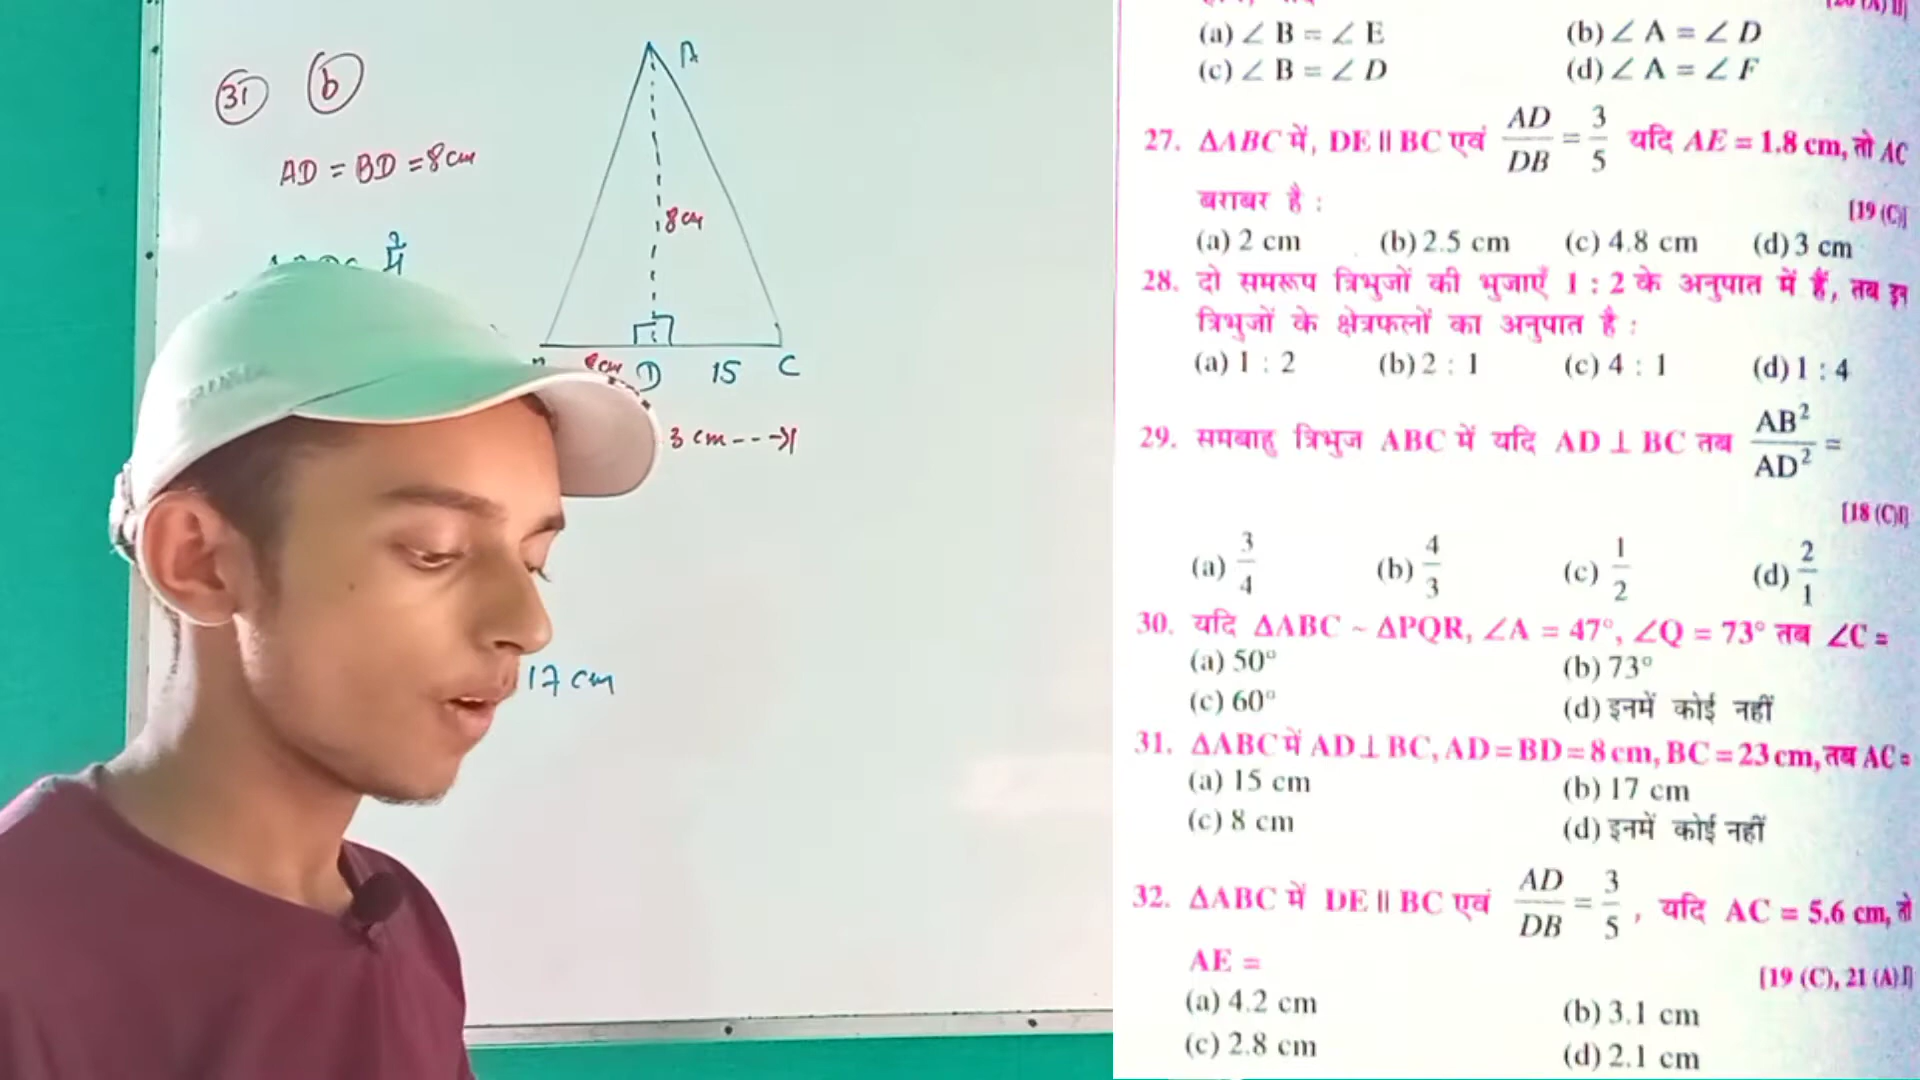 31 b
A
AD = BD = 8 cm
8 cm
में
D 15 C
3 cm --->|
17 cm
(a) ∠ B = ∠ E (b) ∠ A = ∠ D
(c) ∠ B = ∠ D (d) ∠ A = ∠ F
27. ΔABC में, DE || BC एवं AD/DB = 3/5 यदि AE = 1.8 cm, तो AC
बराबर है : [19 (C)]
(a) 2 cm (b) 2.5 cm (c) 4.8 cm (d) 3 cm
28. दो समरूप त्रिभुजों की भुजाएँ 1 : 2 के अनुपात में हैं, तब इन
त्रिभुजों के क्षेत्रफलों का अनुपात है :
(a) 1 : 2 (b) 2 : 1 (c) 4 : 1 (d) 1 : 4
29. समबाहु त्रिभुज ABC में यदि AD ⊥ BC तब AB²/AD² =
[18 (C)I]
(a) 3/4 (b) 4/3 (c) 1/2 (d) 2/1
30. यदि ΔABC ~ ΔPQR, ∠A = 47°, ∠Q = 73° तब ∠C =
(a) 50° (b) 73°
(c) 60° (d) इनमें कोई नहीं
31. ΔABC में AD ⊥ BC, AD = BD = 8 cm, BC = 23 cm, तब AC =
(a) 15 cm (b) 17 cm
(c) 8 cm (d) इनमें कोई नहीं
32. ΔABC में DE || BC एवं AD/DB = 3/5, यदि AC = 5.6 cm, तो
AE = [19 (C), 21 (A) I]
(a) 4.2 cm (b) 3.1 cm
(c) 2.8 cm (d) 2.1 cm